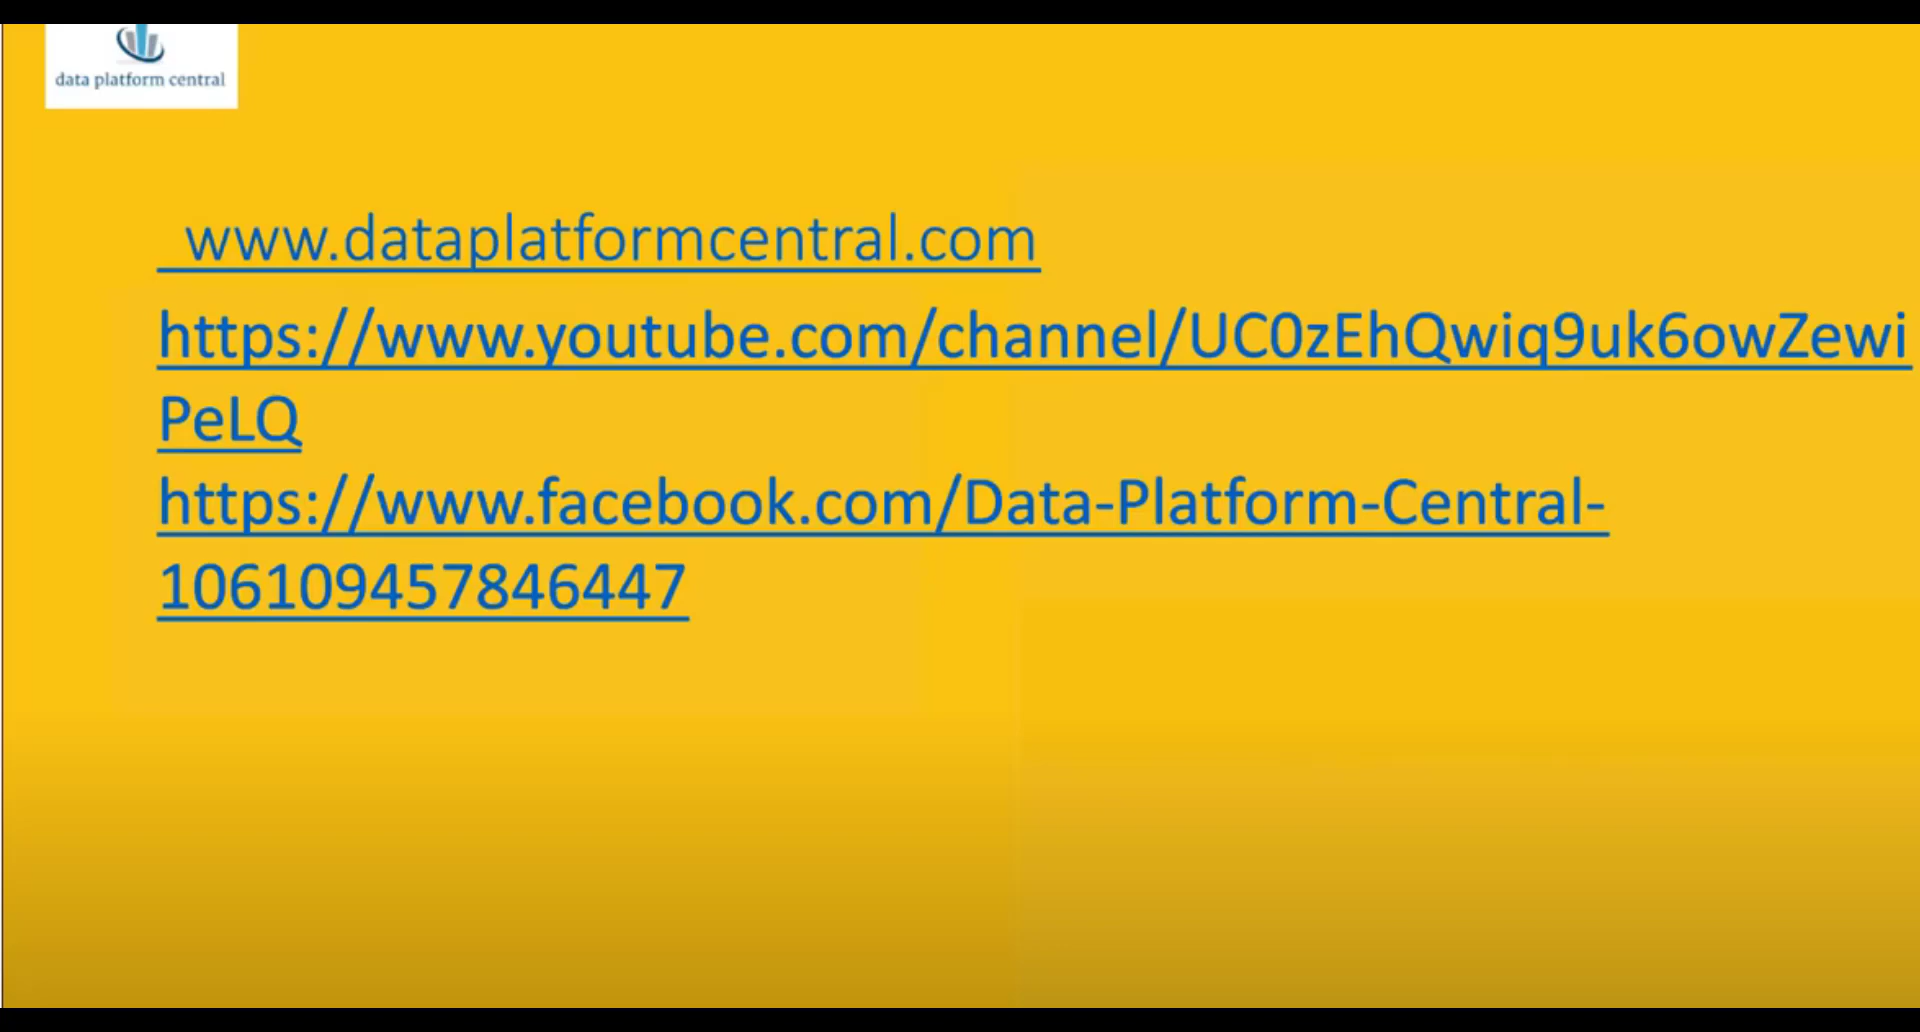 data platform central
www.dataplatformcentral.com
https://www.youtube.com/channel/UC0zEhQwiq9uk6owZewi
PeLQ
https://www.facebook.com/Data-Platform-Central-
106109457846447